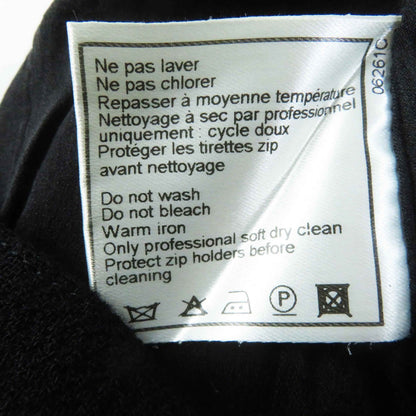 Ne pas laver
Ne pas chlorer
Repasser à moyenne température
Nettoyage à sec par professionnel
uniquement : cycle doux
Protéger les tirettes zip
avant nettoyage
Do not wash
Do not bleach
Warm iron
Only professional soft dry clean
Protect zip holders before
cleaning
P
06261C